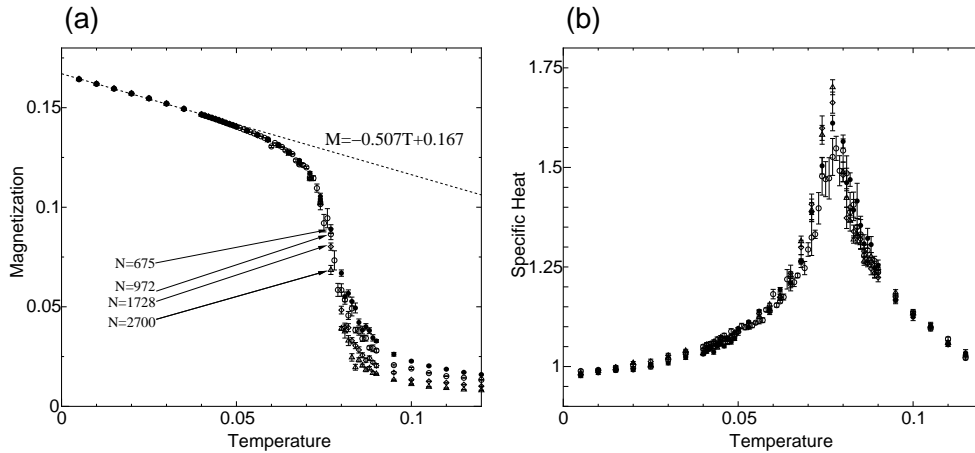 (a)
(b)
0.15
0.1
0.05
0
0
0.05
0.1
Magnetization
Temperature
M=−0.507T+0.167
N=675
N=972
N=1728
N=2700
1.75
1.5
1.25
1
0.05
0.1
Specific Heat
Temperature